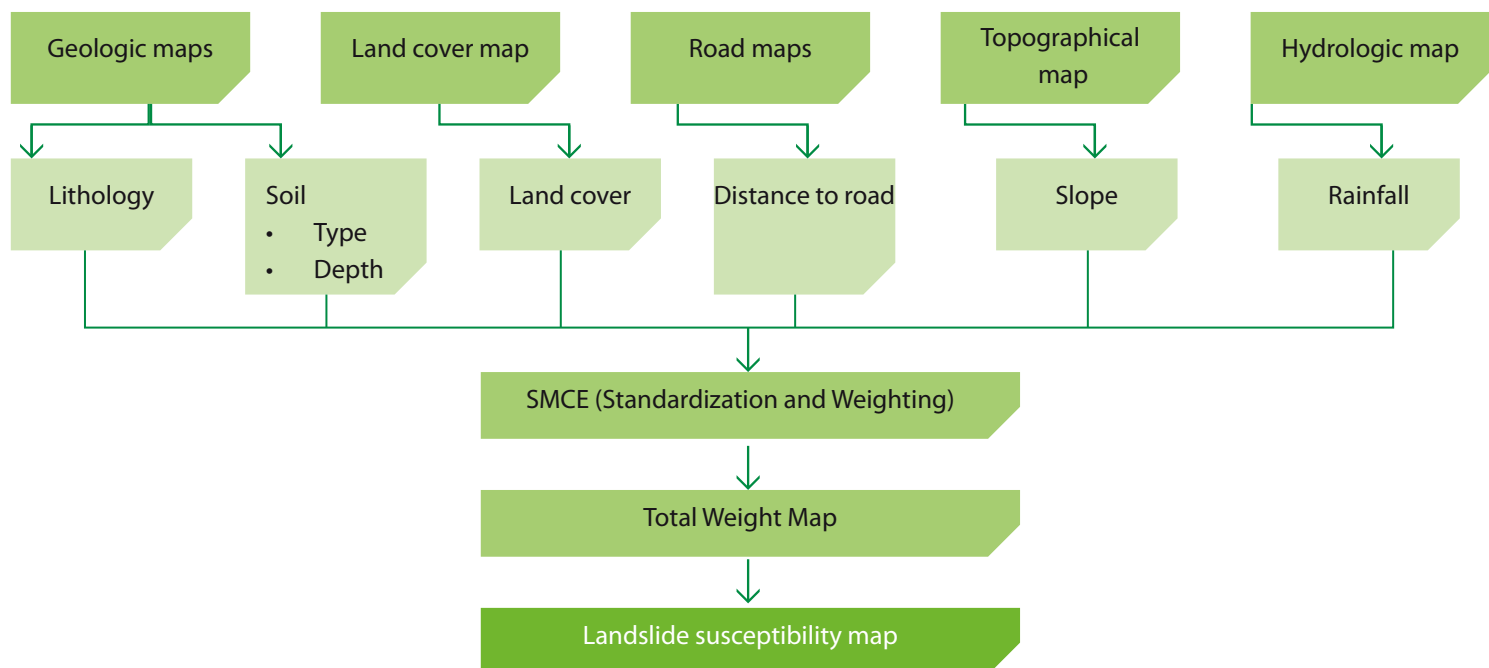 Geologic maps
Land cover map
Road maps
Topographical
map
Hydrologic map
Lithology
Soil
• Type
• Depth
Land cover
Distance to road
Slope
Rainfall
SMCE (Standardization and Weighting)
Total Weight Map
Landslide susceptibility map